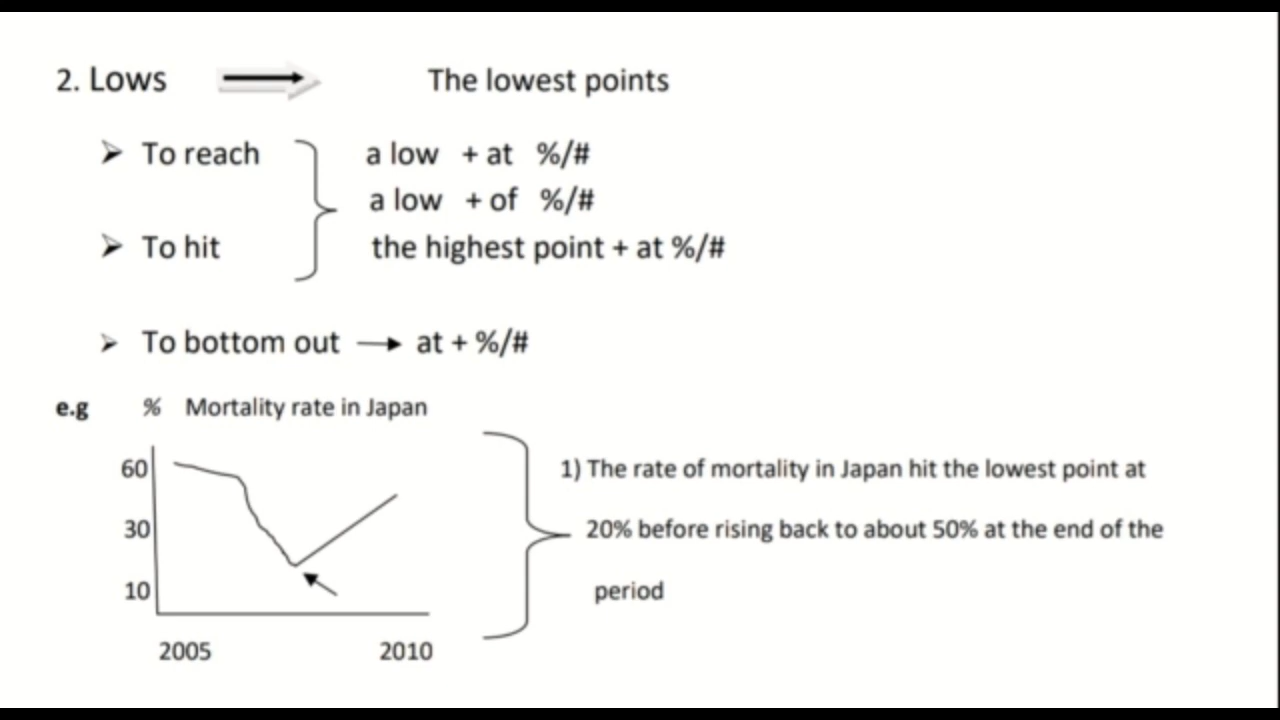 2. Lows The lowest points
➢ To reach a low + at %/#
a low + of %/#
➢ To hit the highest point + at %/#
➢ To bottom out → at + %/#
e.g % Mortality rate in Japan
60
30
10
2005 2010
1) The rate of mortality in Japan hit the lowest point at
20% before rising back to about 50% at the end of the
period